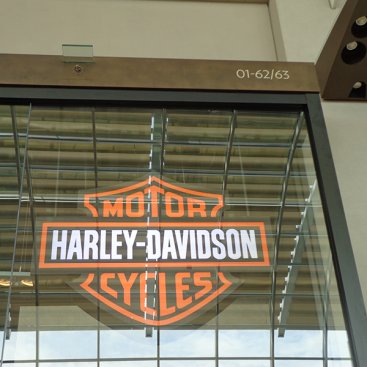 01-62/63
MOTOR
HARLEY-DAVIDSON
CYCLES